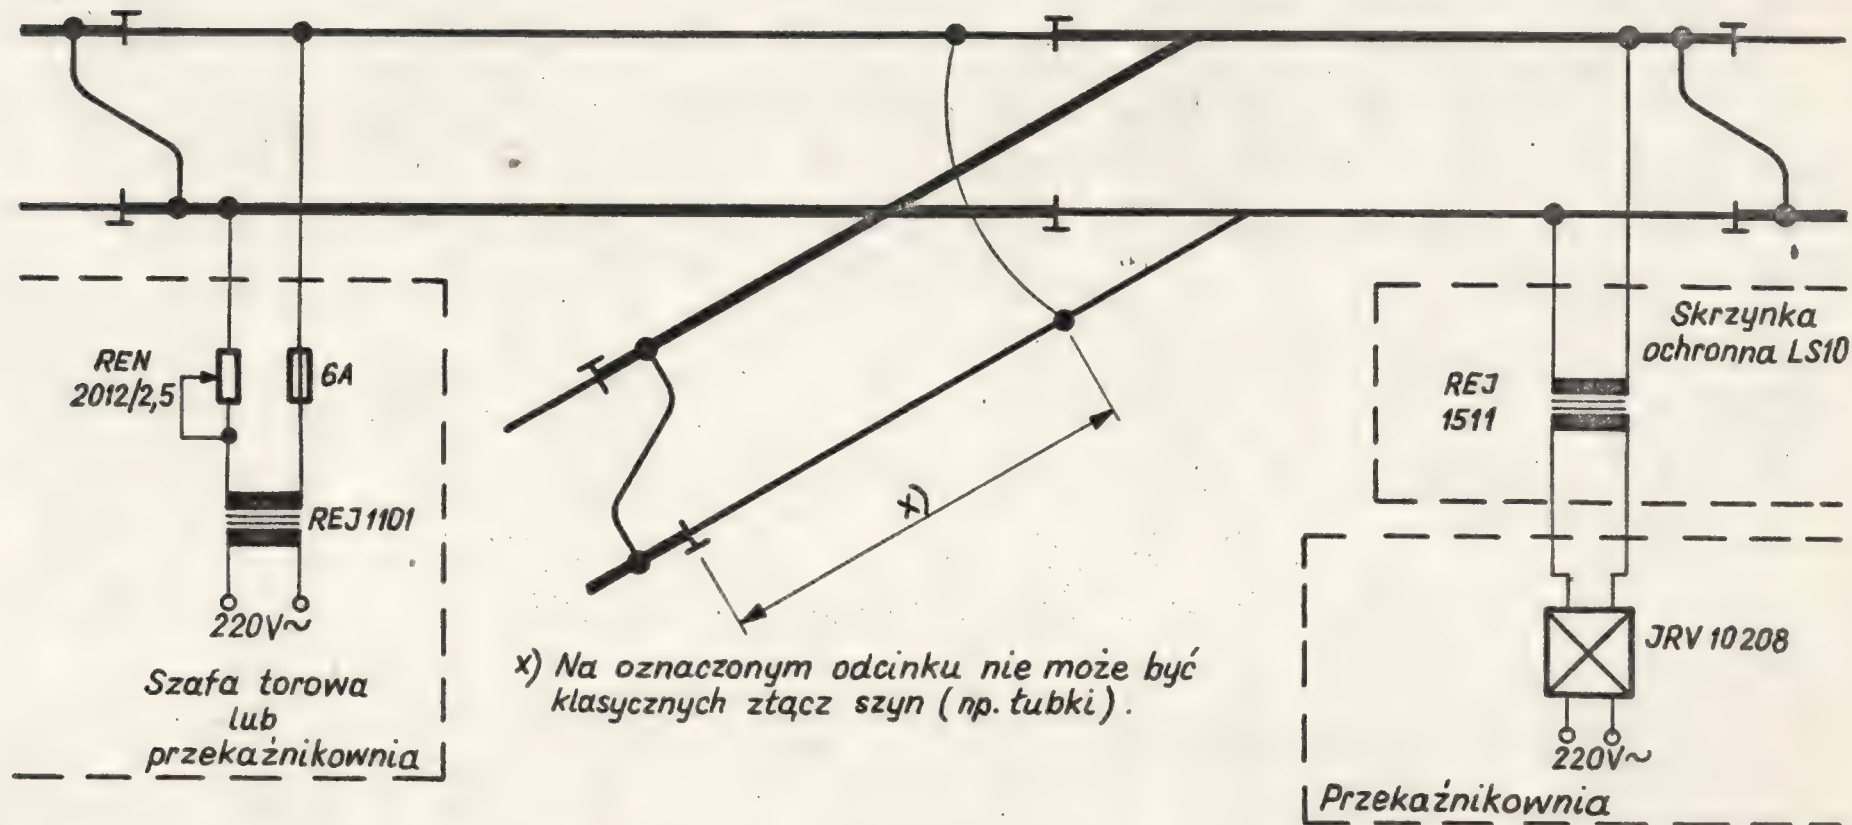 REN
2012/2,5
6A
REJ 1101
220V~
Szafa torowa
lub
przekaźnikownia
x)
x) Na oznaczonym odcinku nie może być
klasycznych złącz szyn (np. łubki).
Skrzynka
ochronna LS10
REJ
1511
JRV 10208
220V~
Przekaźnikownia